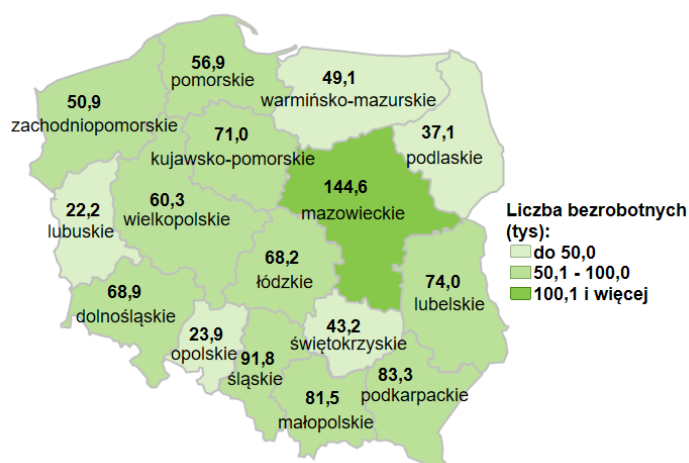 56,9
pomorskie
49,1
warmińsko-mazurskie
50,9
zachodniopomorskie
71,0
kujawsko-pomorskie
37,1
podlaskie
144,6
mazowieckie
60,3
wielkopolskie
22,2
lubuskie
Liczba bezrobotnych
(tys):
do 50,0
50,1 - 100,0
100,1 i więcej
68,2
łódzkie
74,0
lubelskie
68,9
dolnośląskie
23,9
opolskie
43,2
świętokrzyskie
91,8
śląskie
83,3
podkarpackie
81,5
małopolskie